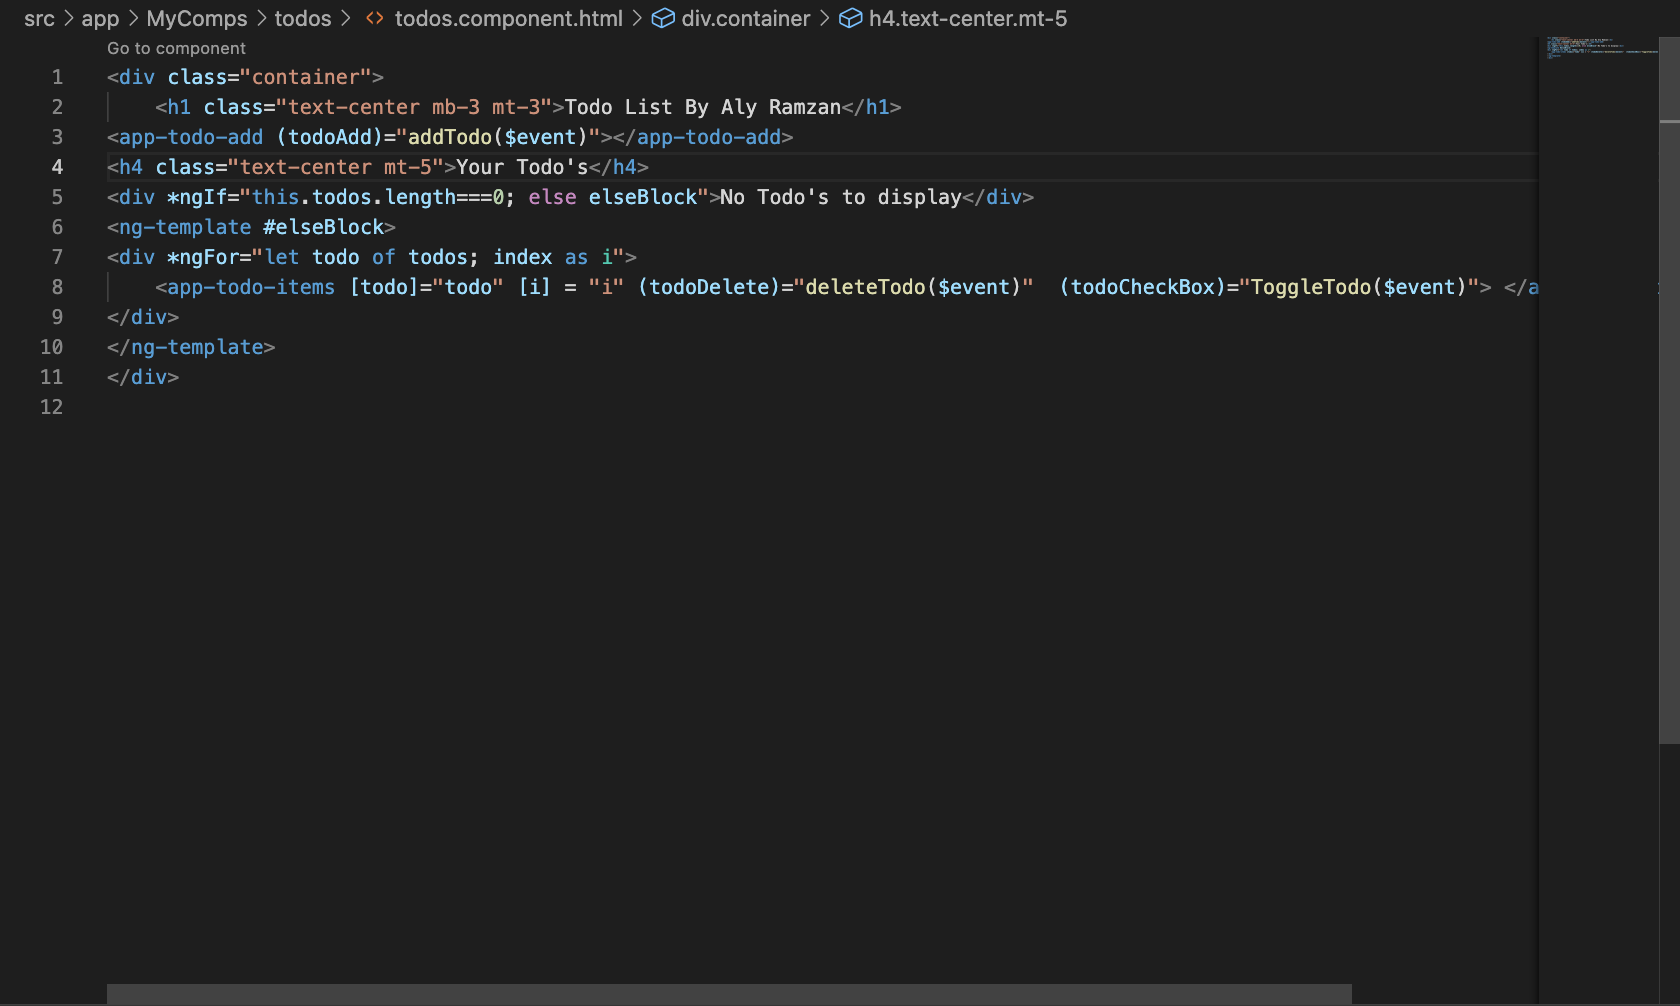 src > app > MyComps > todos > <> todos.component.html > div.container > h4.text-center.mt-5
Go to component
1 <div class="container">
2     <h1 class="text-center mb-3 mt-3">Todo List By Aly Ramzan</h1>
3 <app-todo-add (todoAdd)="addTodo($event)"></app-todo-add>
4 <h4 class="text-center mt-5">Your Todo's</h4>
5 <div *ngIf="this.todos.length===0; else elseBlock">No Todo's to display</div>
6 <ng-template #elseBlock>
7 <div *ngFor="let todo of todos; index as i">
8     <app-todo-items [todo]="todo" [i] = "i" (todoDelete)="deleteTodo($event)"  (todoCheckBox)="ToggleTodo($event)"> </a
9 </div>
10 </ng-template>
11 </div>
12